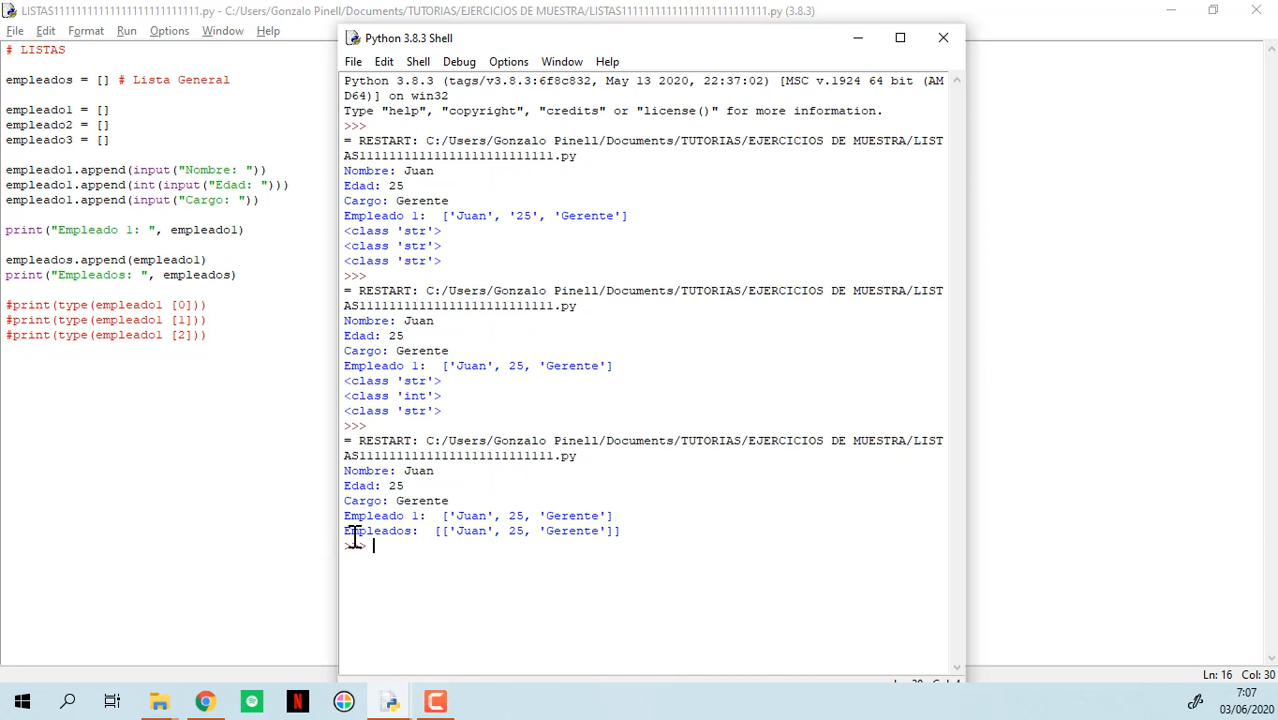 LISTAS111111111111111111111111111.py - C:/Users/Gonzalo Pinell/Documents/TUTORIAS/EJERCICIOS DE MUESTRA/LISTAS111111111111111111111111111.py (3.8.3)
File Edit Format Run Options Window Help
# LISTAS
empleados = [] # Lista General
empleado1 = []
empleado2 = []
empleado3 = []
empleado1.append(input("Nombre: "))
empleado1.append(int(input("Edad: ")))
empleado1.append(input("Cargo: "))
print("Empleado 1: ", empleado1)
empleados.append(empleado1)
print("Empleados: ", empleados)
#print(type(empleado1 [0]))
#print(type(empleado1 [1]))
#print(type(empleado1 [2]))
Python 3.8.3 Shell
File Edit Shell Debug Options Window Help
Python 3.8.3 (tags/v3.8.3:6f8c832, May 13 2020, 22:37:02) [MSC v.1924 64 bit (AM
D64)] on win32
Type "help", "copyright", "credits" or "license()" for more information.
>>>
= RESTART: C:/Users/Gonzalo Pinell/Documents/TUTORIAS/EJERCICIOS DE MUESTRA/LIST
AS111111111111111111111111111.py
Nombre: Juan
Edad: 25
Cargo: Gerente
Empleado 1:  ['Juan', '25', 'Gerente']
<class 'str'>
<class 'str'>
<class 'str'>
>>>
= RESTART: C:/Users/Gonzalo Pinell/Documents/TUTORIAS/EJERCICIOS DE MUESTRA/LIST
AS111111111111111111111111111.py
Nombre: Juan
Edad: 25
Cargo: Gerente
Empleado 1:  ['Juan', 25, 'Gerente']
<class 'str'>
<class 'int'>
<class 'str'>
>>>
= RESTART: C:/Users/Gonzalo Pinell/Documents/TUTORIAS/EJERCICIOS DE MUESTRA/LIST
AS111111111111111111111111111.py
Nombre: Juan
Edad: 25
Cargo: Gerente
Empleado 1:  ['Juan', 25, 'Gerente']
Empleados:  [['Juan', 25, 'Gerente']]
>>>
Ln: 16 Col: 30
7:07
03/06/2020